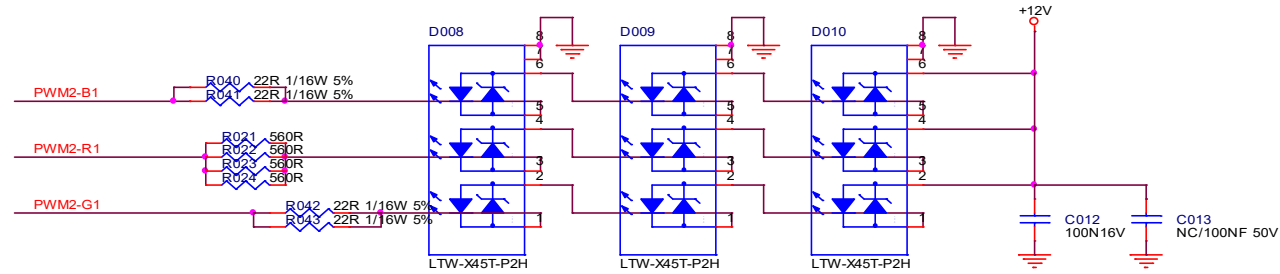 +12V
D008
D009
D010
8
7
6
5
4
3
2
1
8
7
6
5
4
3
2
1
8
7
6
5
4
3
2
1
PWM2-B1
R040 22R 1/16W 5%
R041 22R 1/16W 5%
PWM2-R1
R021 560R
R022 560R
R023 560R
R024 560R
PWM2-G1
R042 22R 1/16W 5%
R043 22R 1/16W 5%
C012
100N16V
C013
NC/100NF 50V
LTW-X45T-P2H
LTW-X45T-P2H
LTW-X45T-P2H